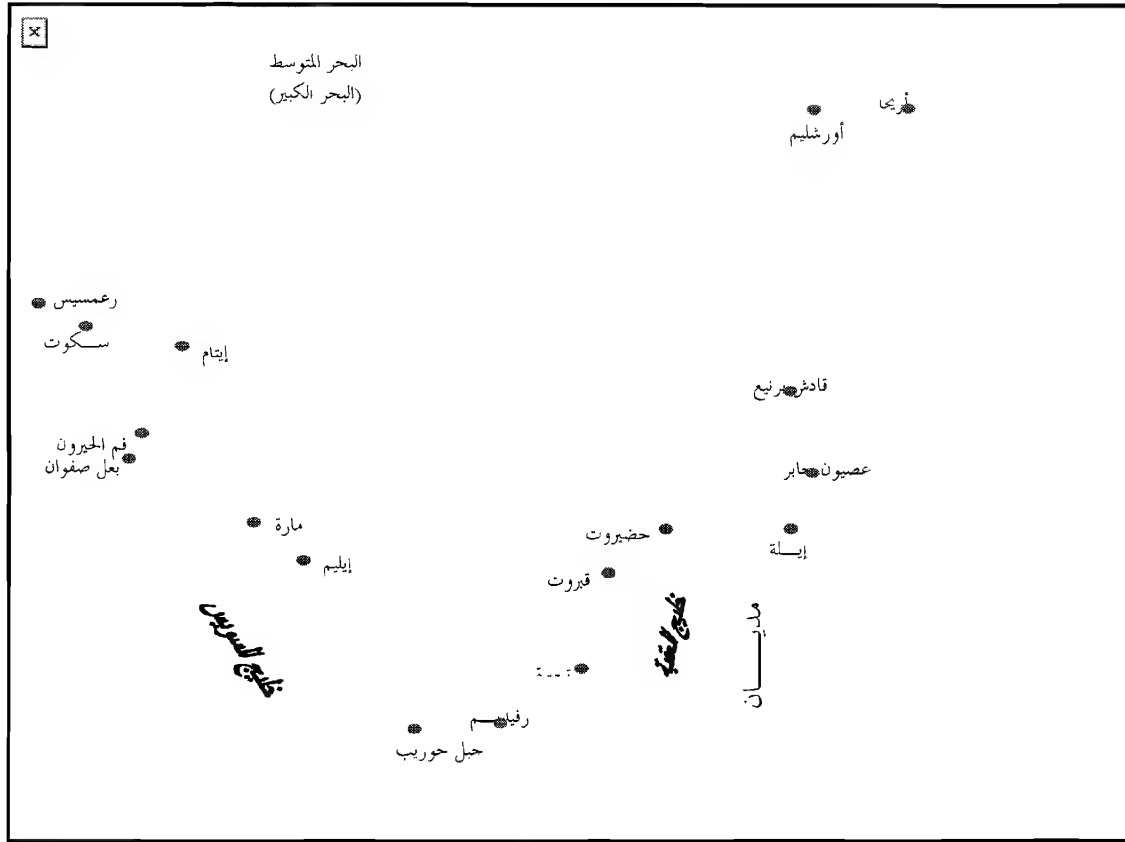 البحر المتوسط
(البحر الكبير)
أريحا
أورشليم
رعمسيس
سكوت
إيتام
قادش برنيع
فم الحيرون
بعل صفوان
عصيون جابر
مارة
حضيروت
إيلة
إيليم
قبروت
خليج السويس
خليج العقبة
مديان
رفيديم
جبل حوريب